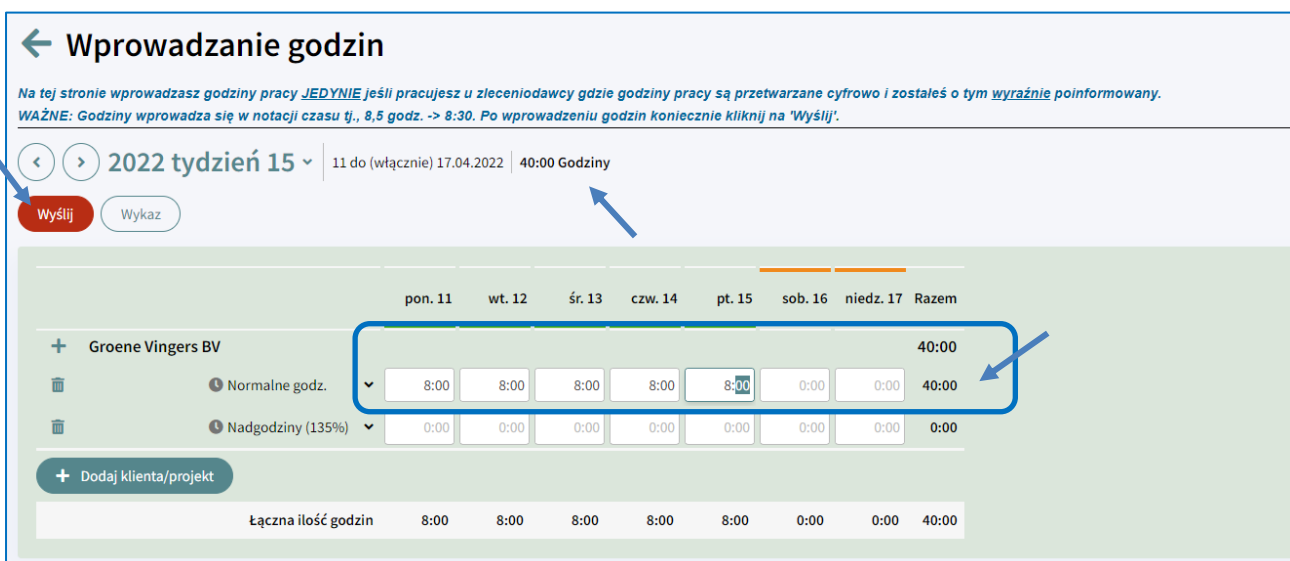 Wprowadzanie godzin
Na tej stronie wprowadzasz godziny pracy JEDYNIE jeśli pracujesz u zleceniodawcy gdzie godziny pracy są przetwarzane cyfrowo i zostałeś o tym wyraźnie poinformowany.
WAŻNE: Godziny wprowadza się w notacji czasu tj., 8,5 godz. -> 8:30. Po wprowadzeniu godzin koniecznie kliknij na 'Wyślij'.
2022 tydzień 15 11 do (włącznie) 17.04.2022 40:00 Godziny
Wyślij Wykaz
pon. 11 wt. 12 śr. 13 czw. 14 pt. 15 sob. 16 niedz. 17 Razem
+ Groene Vingers BV 40:00
Normalne godz. 8:00 8:00 8:00 8:00 8:00 0:00 0:00 40:00
Nadgodziny (135%) 0:00 0:00 0:00 0:00 0:00 0:00 0:00 0:00
+ Dodaj klienta/projekt
Łączna ilość godzin 8:00 8:00 8:00 8:00 8:00 0:00 0:00 40:00